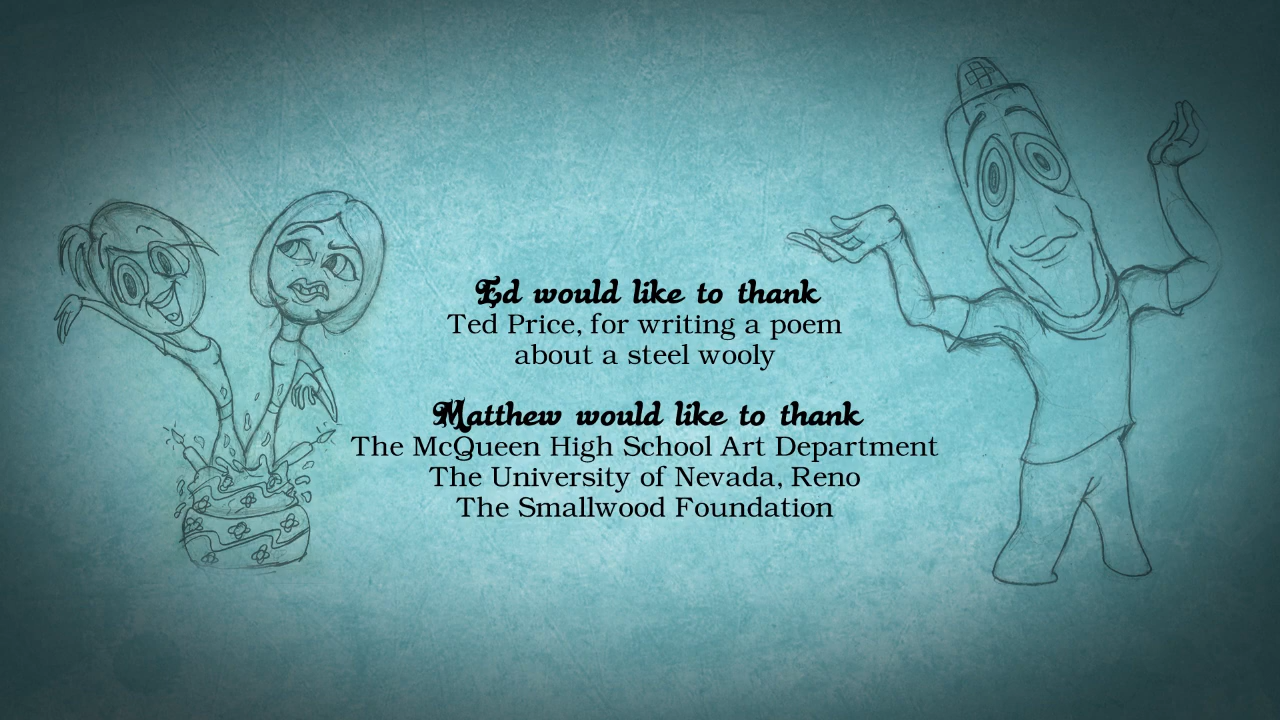 Ed would like to thank
Ted Price, for writing a poem
about a steel wooly
Matthew would like to thank
The McQueen High School Art Department
The University of Nevada, Reno
The Smallwood Foundation